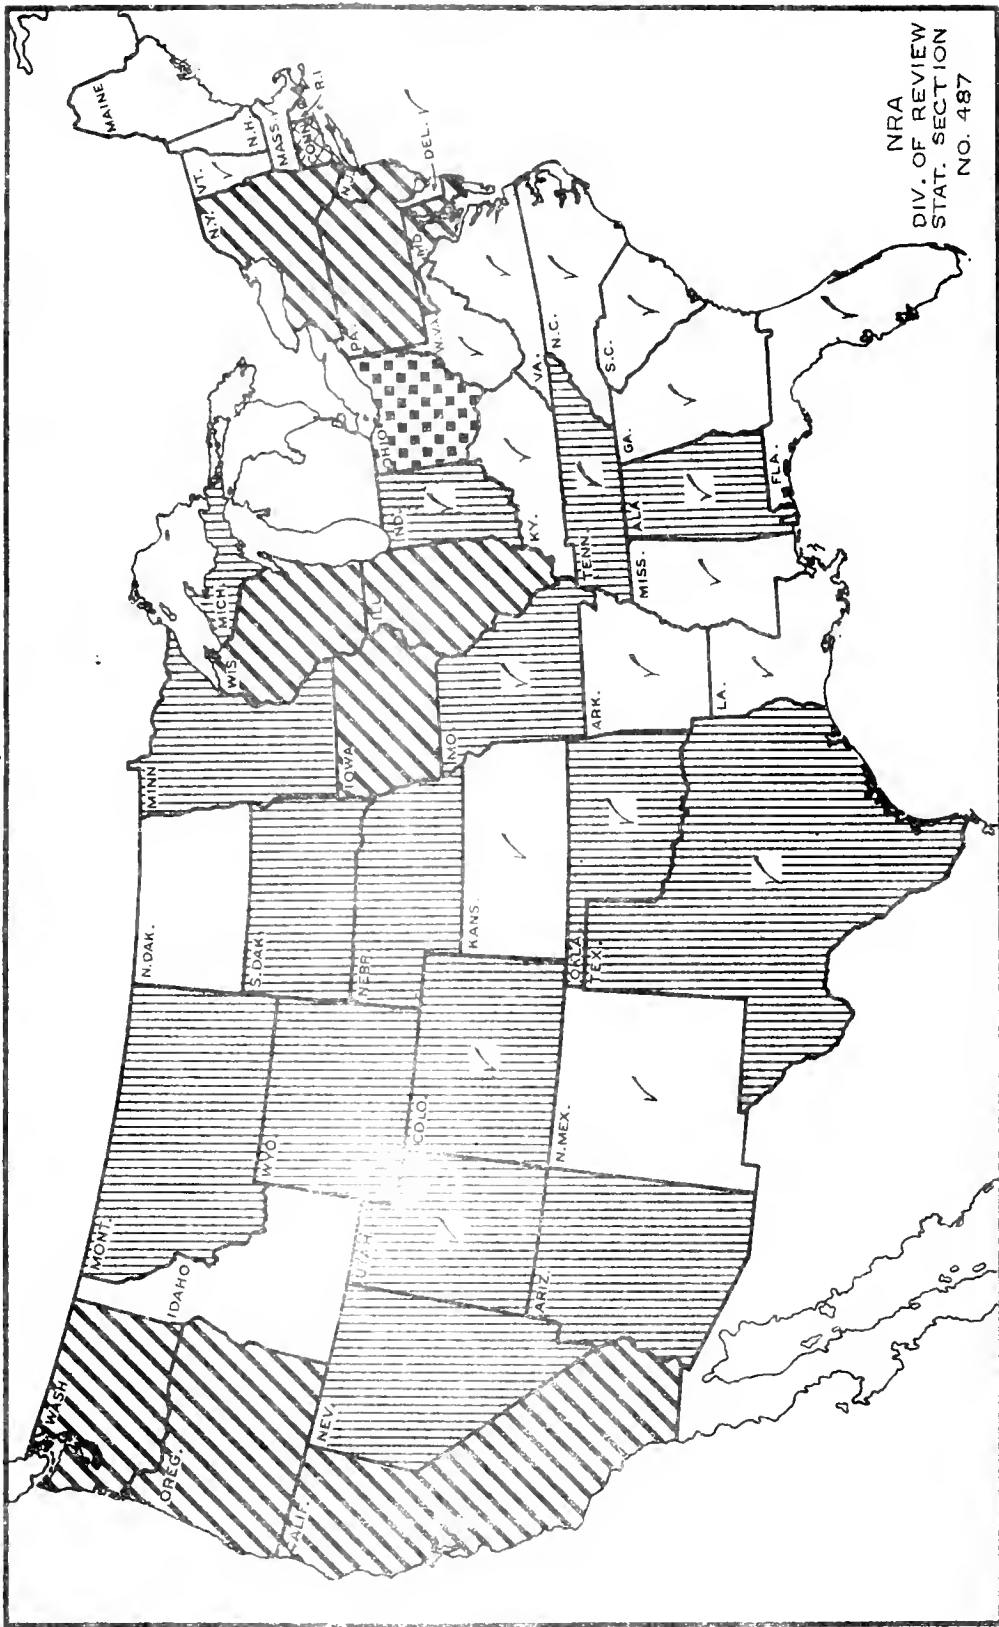 WASH.
OREG.
CALIF.
IDAHO
NEV.
MONT.
WYO.
UTAH
ARIZ.
COLO.
N.MEX.
N.DAK.
S.DAK.
NEBR.
KANS.
OKLA.
TEX.
MINN.
IOWA
MO.
ARK.
LA.
WIS.
MICH.
ILL.
IND.
OHIO
KY.
TENN.
MISS.
ALA.
GA.
FLA.
S.C.
N.C.
VA.
W.VA.
MD.
DEL.
PA.
N.J.
N.Y.
VT.
N.H.
MAINE
MASS.
CONN.
R.I.
NRA
DIV. OF REVIEW
STAT. SECTION
NO. 487